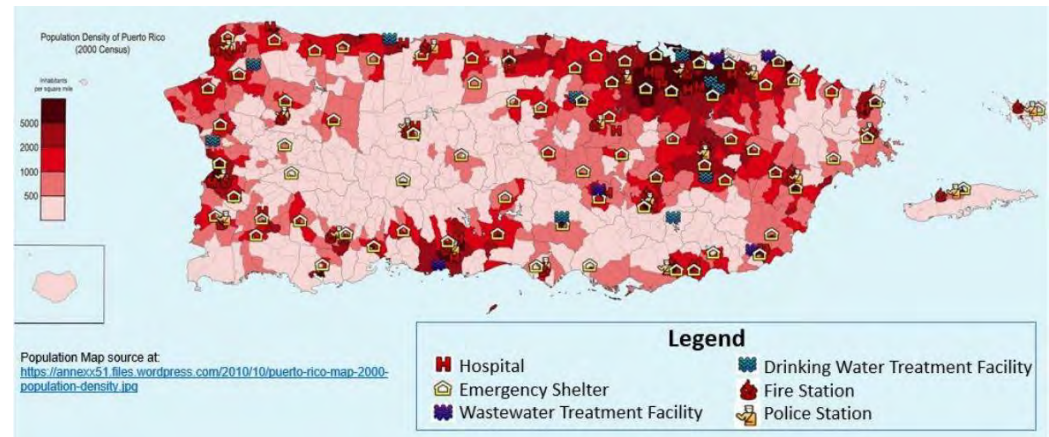 Population Density of Puerto Rico
(2000 Census)
Inhabitants
per square mile
5000
2000
1000
500
Population Map source at:
https://annexx51.files.wordpress.com/2010/10/puerto-rico-map-2000-
population-density.jpg
Legend
H Hospital
Emergency Shelter
Wastewater Treatment Facility
Drinking Water Treatment Facility
Fire Station
Police Station